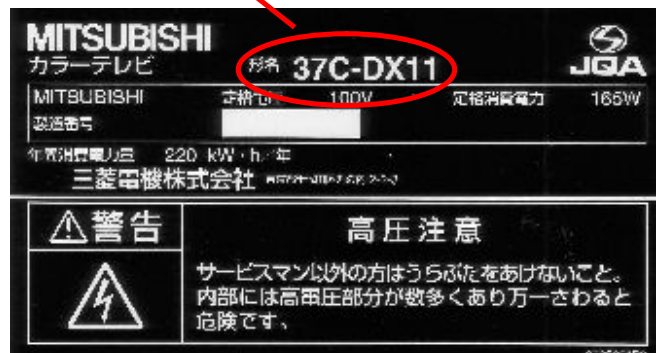 MITSUBISHI
カラーテレビ 形名 37C-DX11 JQA
MITSUBISHI 定格電圧 100V 定格消費電力 165W
製造番号
年間消費電力量 220 kW・h/年
三菱電機株式会社
警告 高圧注意
サービスマン以外の方はうらぶたをあけないこと。
内部には高電圧部分が数多くあり万一さわると
危険です。